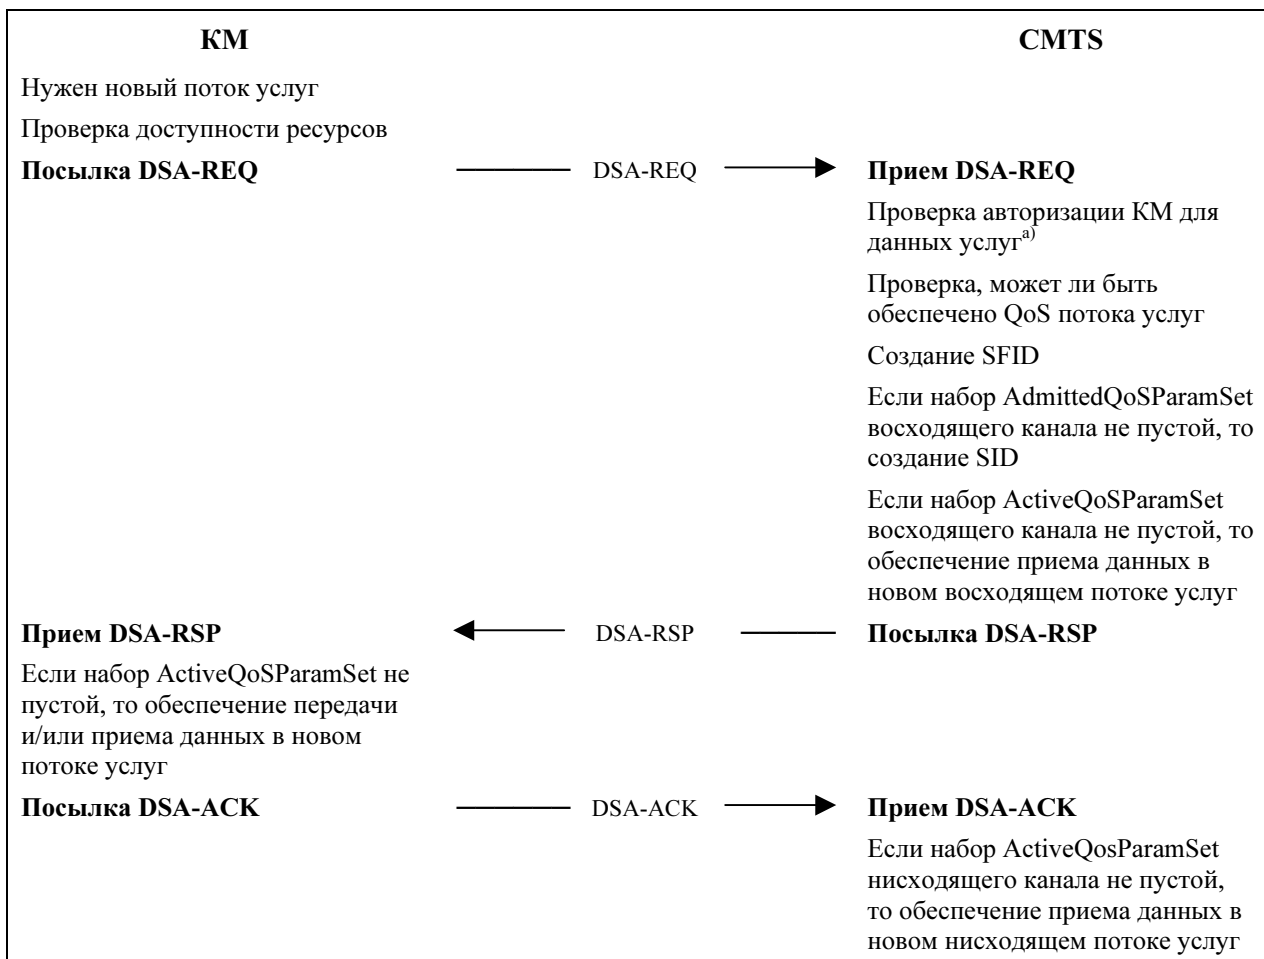 КМ
CMTS
Нужен новый поток услуг
Проверка доступности ресурсов
Посылка DSA-REQ
DSA-REQ
Прием DSA-REQ
Проверка авторизации КМ для
данных услуг a)
Проверка, может ли быть
обеспечено QoS потока услуг
Создание SFID
Если набор AdmittedQoSParamSet
восходящего канала не пустой, то
создание SID
Если набор ActiveQoSParamSet
восходящего канала не пустой, то
обеспечение приема данных в
новом восходящем потоке услуг
Прием DSA-RSP
DSA-RSP
Посылка DSA-RSP
Если набор ActiveQoSParamSet не
пустой, то обеспечение передачи
и/или приема данных в новом
потоке услуг
Посылка DSA-ACK
DSA-ACK
Прием DSA-ACK
Если набор ActiveQosParamSet
нисходящего канала не пустой,
то обеспечение приема данных в
новом нисходящем потоке услуг